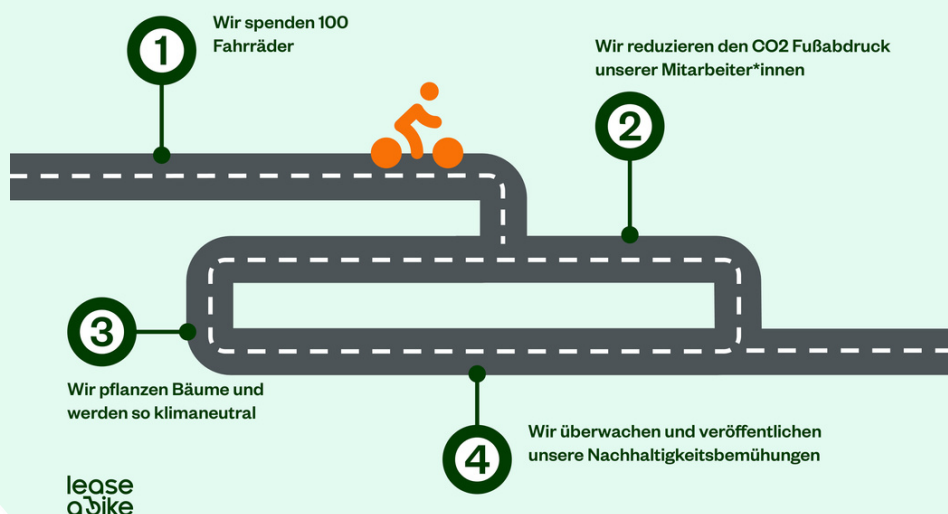 1
Wir spenden 100
Fahrräder
Wir reduzieren den CO2 Fußabdruck
unserer Mitarbeiter*innen
2
3
Wir pflanzen Bäume und
werden so klimaneutral
4
Wir überwachen und veröffentlichen
unsere Nachhaltigkeitsbemühungen
lease
a bike